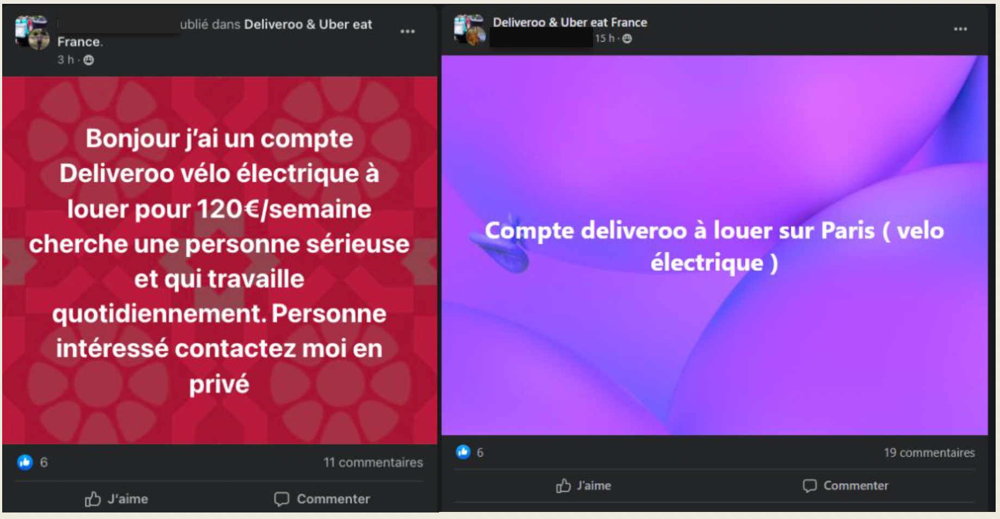 ublié dans Deliveroo & Uber eat
France.
3 h
Bonjour j'ai un compte
Deliveroo vélo électrique à
louer pour 120€/semaine
cherche une personne sérieuse
et qui travaille
quotidiennement. Personne
intéressé contactez moi en
privé
6
11 commentaires
J'aime
Commenter
Deliveroo & Uber eat France
15 h
Compte deliveroo à louer sur Paris ( velo
électrique )
6
19 commentaires
J'aime
Commenter